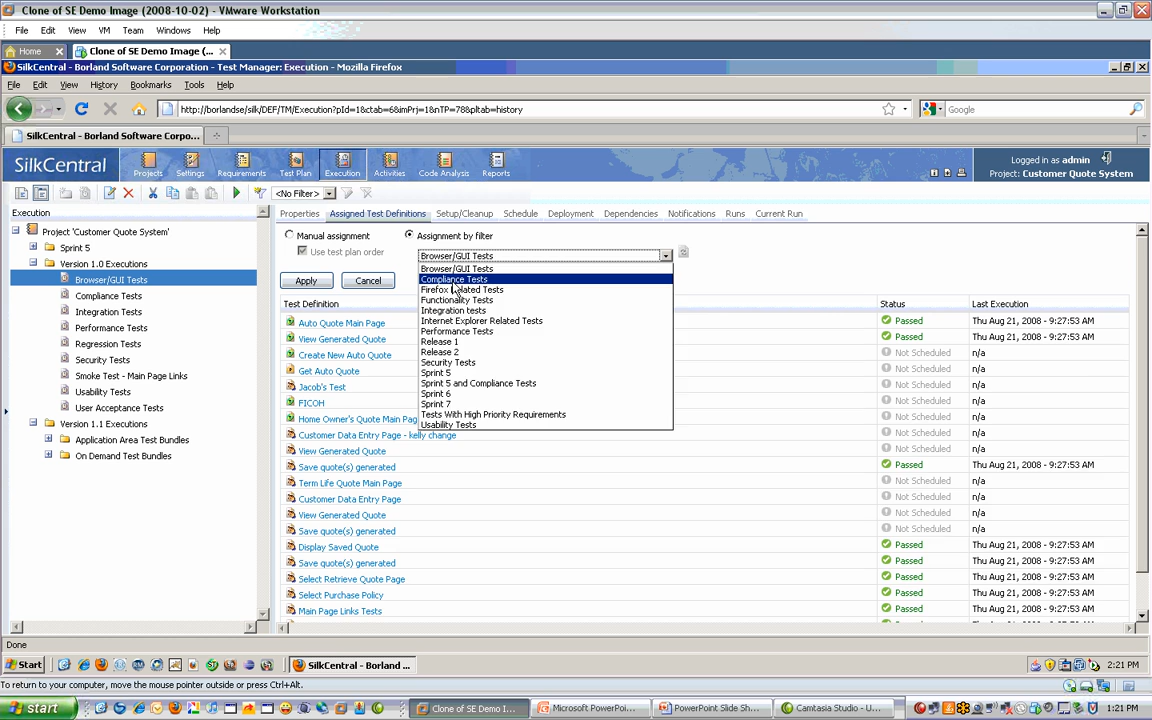 Clone of SE Demo Image (2008-10-02) - VMware Workstation
File Edit View VM Team Windows Help
Home Clone of SE Demo Image (...
SilkCentral - Borland Software Corporation - Test Manager: Execution - Mozilla Firefox
File Edit View History Bookmarks Tools Help
http://borlandse/silk/DEF/TM/Execution?pId=1&ctab=6&imPrj=1&nTP=78&pltab=history
Google
SilkCentral - Borland Software Corpo...
SilkCentral
Projects Settings Requirements Test Plan Execution Activities Code Analysis Reports
Logged in as admin
Project: Customer Quote System
<No Filter>
Execution
Properties Assigned Test Definitions Setup/Cleanup Schedule Deployment Dependencies Notifications Runs Current Run
Project 'Customer Quote System'
Sprint 5
Version 1.0 Executions
Browser/GUI Tests
Compliance Tests
Integration Tests
Performance Tests
Regression Tests
Security Tests
Smoke Test - Main Page Links
Usability Tests
User Acceptance Tests
Version 1.1 Executions
Application Area Test Bundles
On Demand Test Bundles
Manual assignment Assignment by filter
Use test plan order
Browser/GUI Tests
Browser/GUI Tests
Compliance Tests
Firefox Related Tests
Functionality Tests
Integration tests
Internet Explorer Related Tests
Performance Tests
Release 1
Release 2
Security Tests
Sprint 5
Sprint 5 and Compliance Tests
Sprint 6
Sprint 7
Tests With High Priority Requirements
Usability Tests
Apply Cancel
Test Definition Status Last Execution
Auto Quote Main Page Passed Thu Aug 21, 2008 - 9:27:53 AM
View Generated Quote Passed Thu Aug 21, 2008 - 9:27:53 AM
Create New Auto Quote Not Scheduled n/a
Get Auto Quote Not Scheduled n/a
Jacob's Test Not Scheduled n/a
FICOH Not Scheduled n/a
Home Owner's Quote Main Pag Not Scheduled n/a
Customer Data Entry Page - kelly change Not Scheduled n/a
View Generated Quote Not Scheduled n/a
Save quote(s) generated Passed Thu Aug 21, 2008 - 9:27:53 AM
Term Life Quote Main Page Not Scheduled n/a
Customer Data Entry Page Not Scheduled n/a
View Generated Quote Not Scheduled n/a
Save quote(s) generated Not Scheduled n/a
Display Saved Quote Passed Thu Aug 21, 2008 - 9:27:53 AM
Save quote(s) generated Passed Thu Aug 21, 2008 - 9:27:53 AM
Select Retrieve Quote Page Passed Thu Aug 21, 2008 - 9:27:53 AM
Select Purchase Policy Passed Thu Aug 21, 2008 - 9:27:53 AM
Main Page Links Tests Passed Thu Aug 21, 2008 - 9:27:53 AM
Done
Start SilkCentral - Borland ... 2:21 PM
To return to your computer, move the mouse pointer outside or press Ctrl+Alt.
start Clone of SE Demo I... Microsoft PowerPoi... PowerPoint Slide Sh... Camtasia Studio - U... 1:21 PM